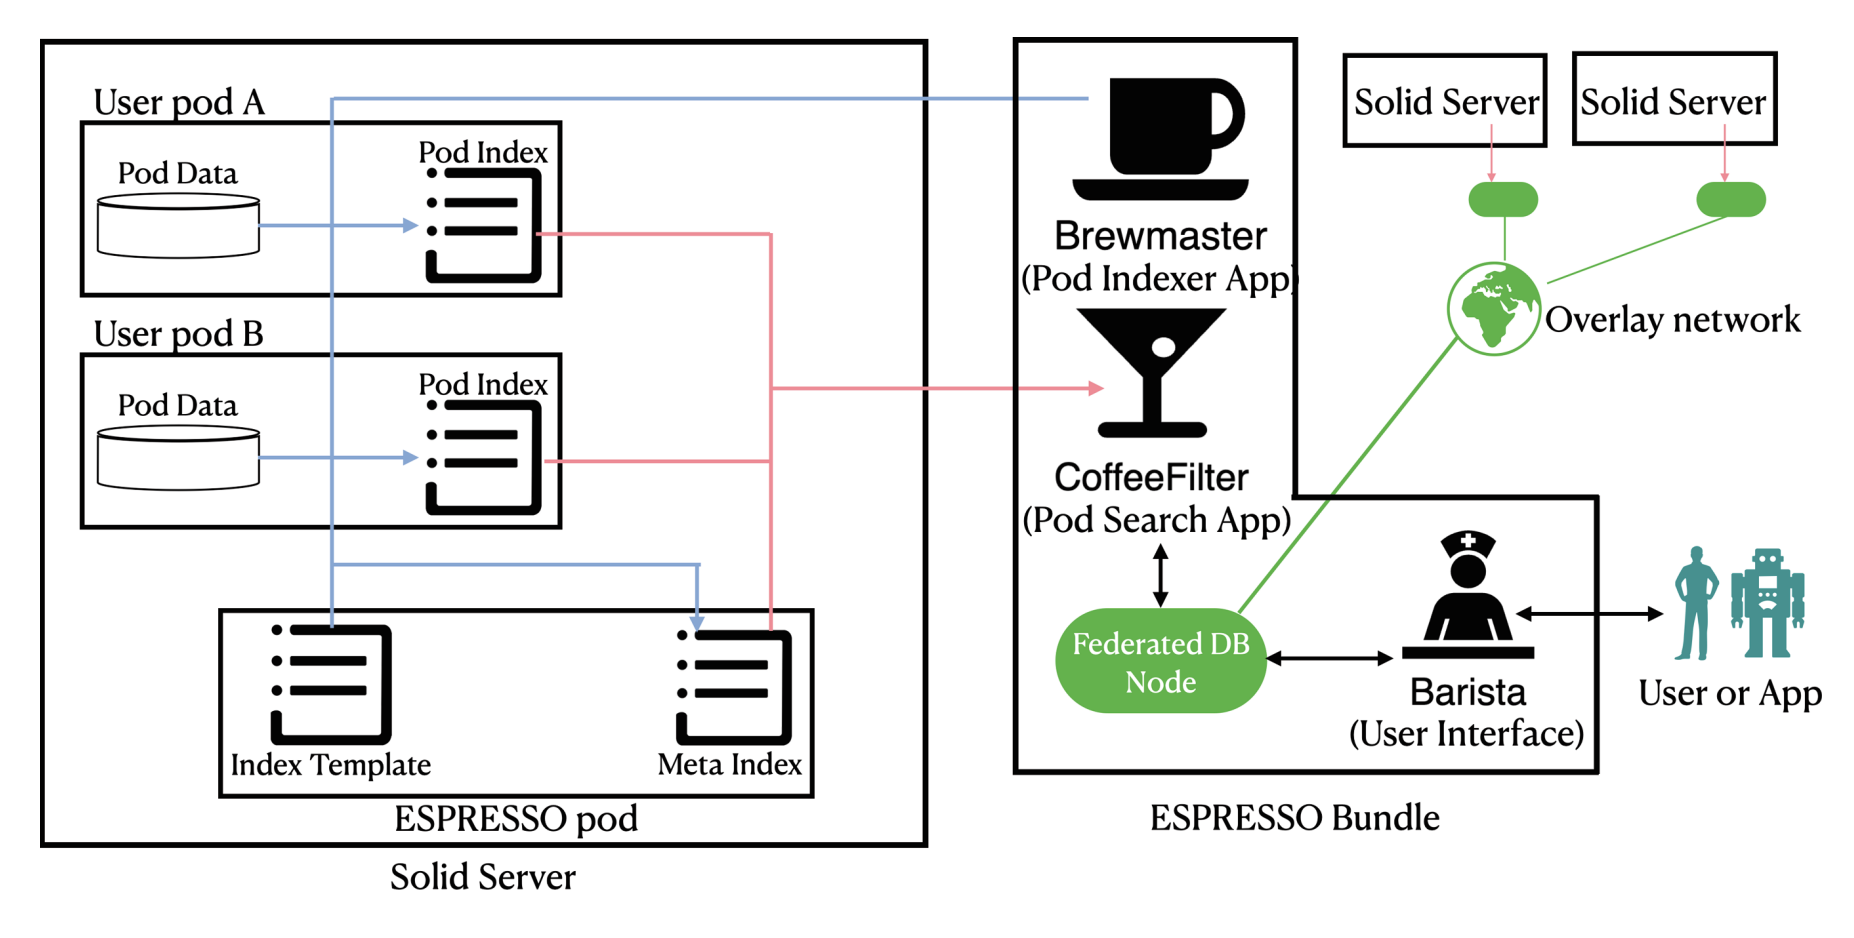 User pod A
Pod Data
Pod Index
User pod B
Pod Data
Pod Index
Index Template
Meta Index
ESPRESSO pod
Solid Server
Brewmaster
(Pod Indexer App)
CoffeeFilter
(Pod Search App)
Federated DB
Node
Barista
(User Interface)
ESPRESSO Bundle
Solid Server
Solid Server
Overlay network
User or App